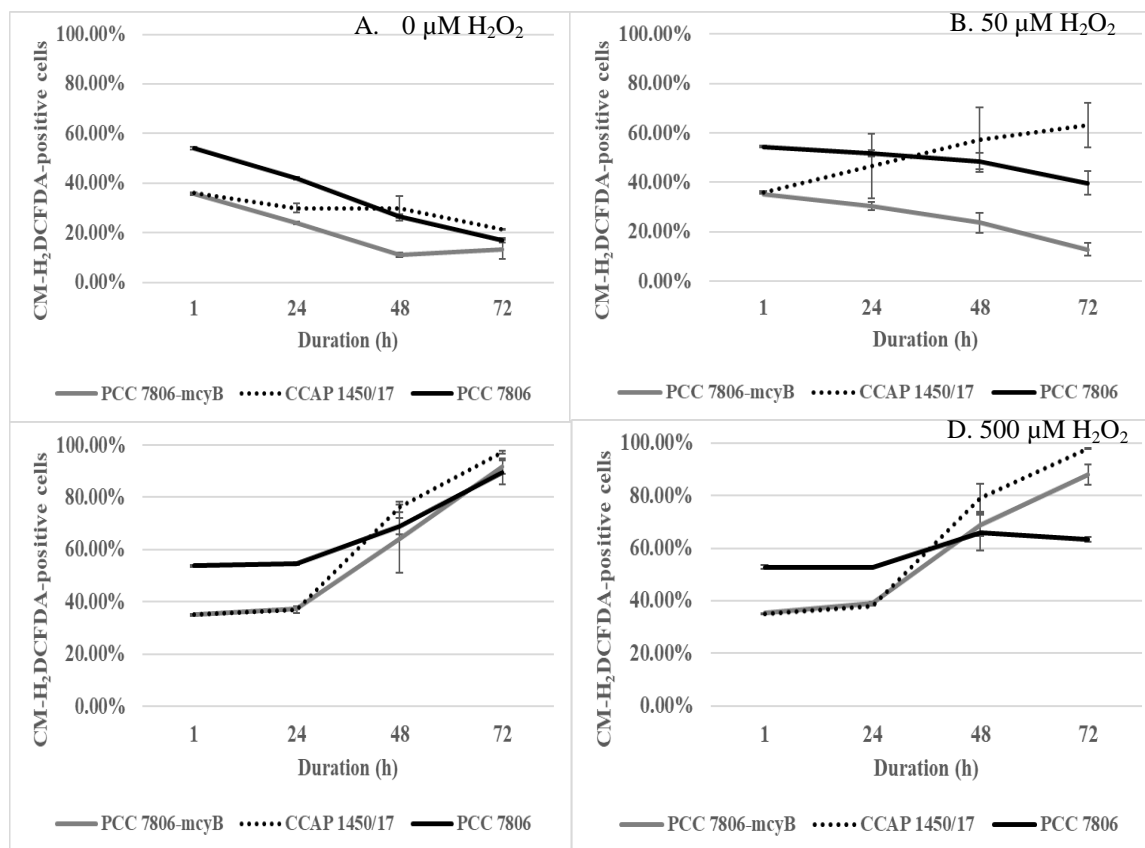 A. 0 µM H₂O₂
CM-H₂DCFDA-positive cells
100.00%
80.00%
60.00%
40.00%
20.00%
0.00%
1 24 48 72
Duration (h)
PCC 7806-mcyB CCAP 1450/17 PCC 7806
B. 50 µM H₂O₂
CM-H₂DCFDA-positive cells
100.00%
80.00%
60.00%
40.00%
20.00%
0.00%
1 24 48 72
Duration (h)
PCC 7806-mcyB CCAP 1450/17 PCC 7806
CM-H₂DCFDA-positive cells
100.00%
80.00%
60.00%
40.00%
20.00%
0.00%
1 24 48 72
Duration (h)
PCC 7806-mcyB CCAP 1450/17 PCC 7806
D. 500 µM H₂O₂
CM-H₂DCFDA-positive cells
100.00%
80.00%
60.00%
40.00%
20.00%
0.00%
1 24 48 72
Duration (h)
PCC 7806-mcyB CCAP 1450/17 PCC 7806